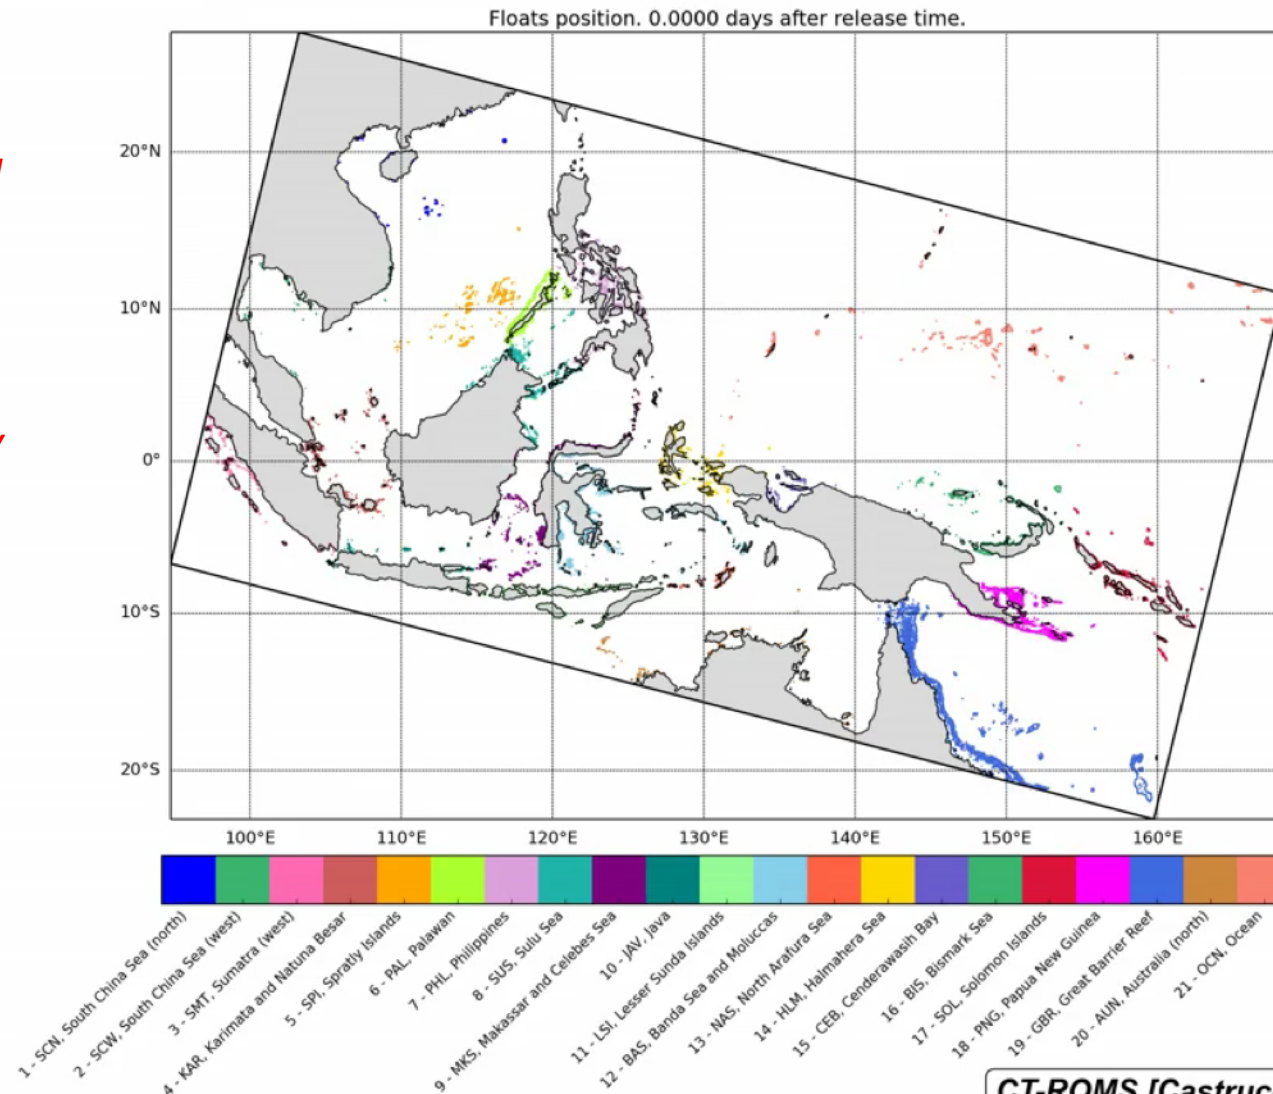 Floats position. 0.0000 days after release time.
20°N
10°N
0°
10°S
20°S
100°E 110°E 120°E 130°E 140°E 150°E 160°E
1 - SCN, South China Sea (north)
2 - SCW, South China Sea (west)
3 - SMT, Sumatra (west)
4 - KAR, Karimata and Natuna Besar
5 - SPI, Spratly Islands
6 - PAL, Palawan
7 - PHL, Philippines
8 - SUS, Sulu Sea
9 - MKS, Makassar and Celebes Sea
10 - JAV, Java
11 - LSI, Lesser Sunda Islands
12 - BAS, Banda Sea and Moluccas
13 - NAS, North Arafura Sea
14 - HLM, Halmahera Sea
15 - CEB, Cenderawasih Bay
16 - BIS, Bismark Sea
17 - SOL, Solomon Islands
18 - PNG, Papua New Guinea
19 - GBR, Great Barrier Reef
20 - AUN, Australia (north)
21 - OCN, Ocean
CT-ROMS [Castruc